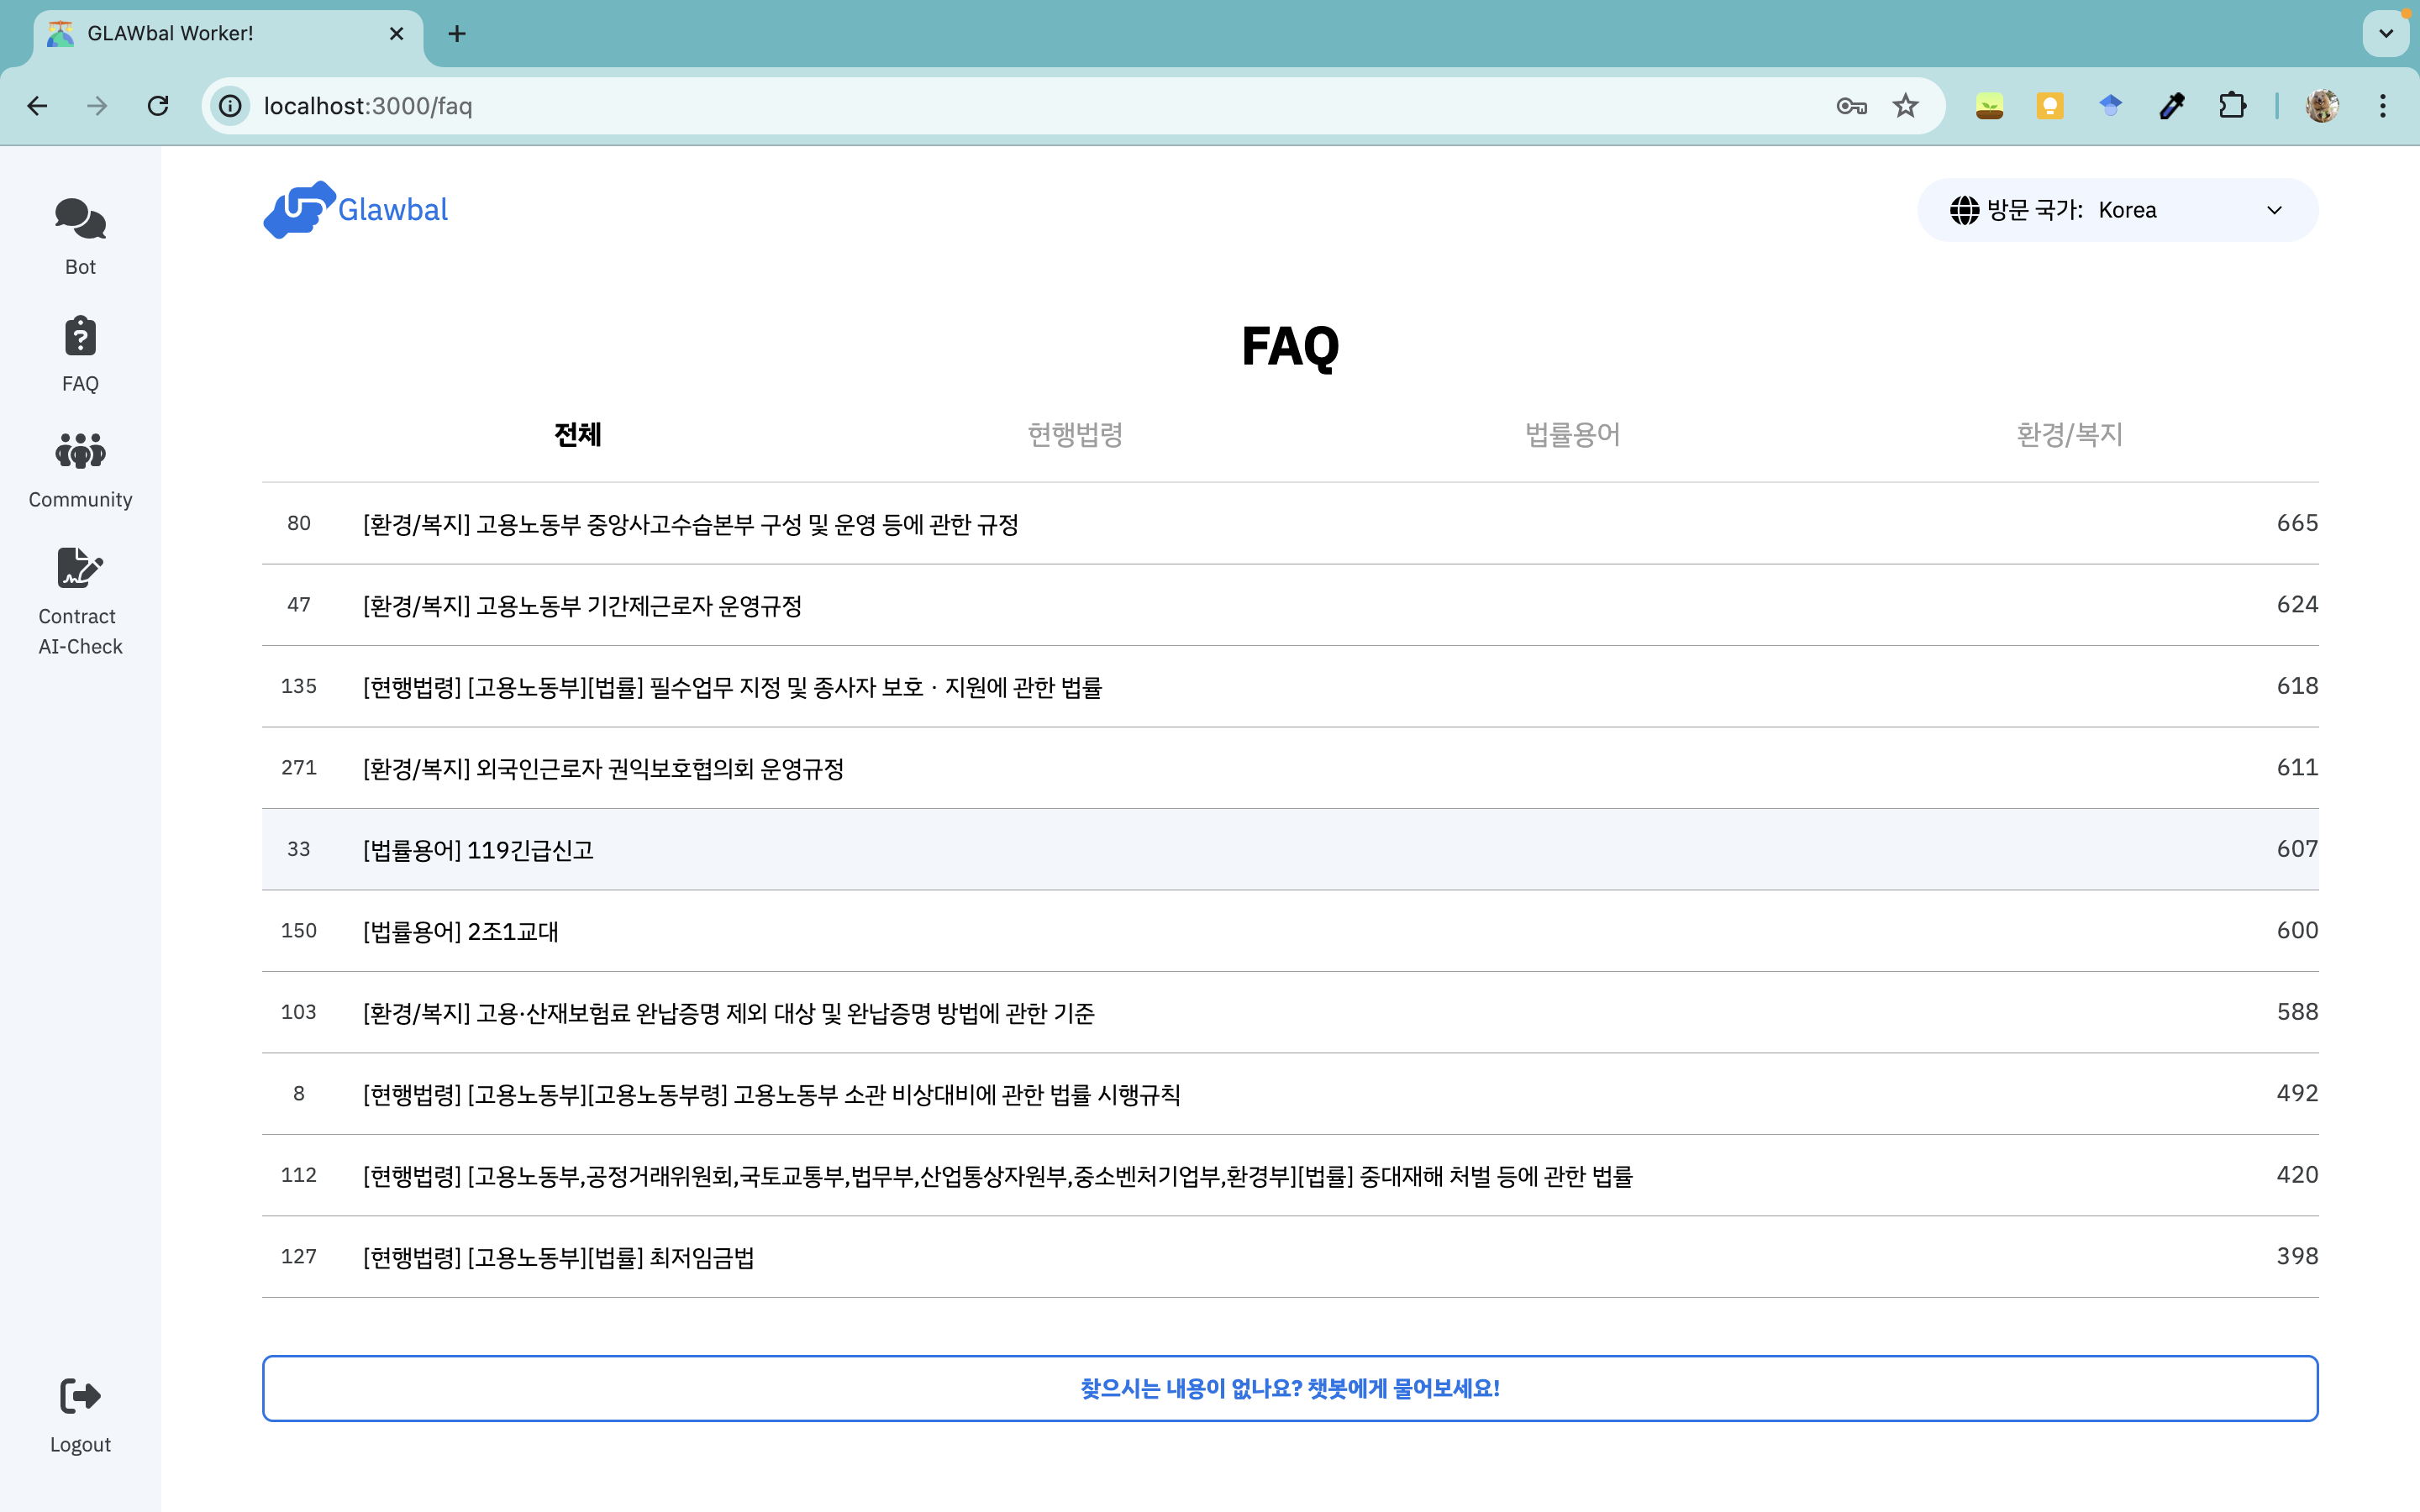 GLAWbal Worker!
localhost:3000/faq
Bot
FAQ
Community
Contract
AI-Check
Logout
Glawbal
방문 국가: Korea
FAQ
전체 현행법령 법률용어 환경/복지
80 [환경/복지] 고용노동부 중앙사고수습본부 구성 및 운영 등에 관한 규정 665
47 [환경/복지] 고용노동부 기간제근로자 운영규정 624
135 [현행법령] [고용노동부][법률] 필수업무 지정 및 종사자 보호ㆍ지원에 관한 법률 618
271 [환경/복지] 외국인근로자 권익보호협의회 운영규정 611
33 [법률용어] 119긴급신고 607
150 [법률용어] 2조1교대 600
103 [환경/복지] 고용·산재보험료 완납증명 제외 대상 및 완납증명 방법에 관한 기준 588
8 [현행법령] [고용노동부][고용노동부령] 고용노동부 소관 비상대비에 관한 법률 시행규칙 492
112 [현행법령] [고용노동부,공정거래위원회,국토교통부,법무부,산업통상자원부,중소벤처기업부,환경부][법률] 중대재해 처벌 등에 관한 법률 420
127 [현행법령] [고용노동부][법률] 최저임금법 398
찾으시는 내용이 없나요? 챗봇에게 물어보세요!